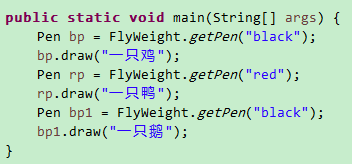 public static void main(String[] args) {
    Pen bp = FlyWeight.getPen("black");
    bp.draw("一只鸡");
    Pen rp = FlyWeight.getPen("red");
    rp.draw("一只鸭");
    Pen bp1 = FlyWeight.getPen("black");
    bp1.draw("一只鹅");
}